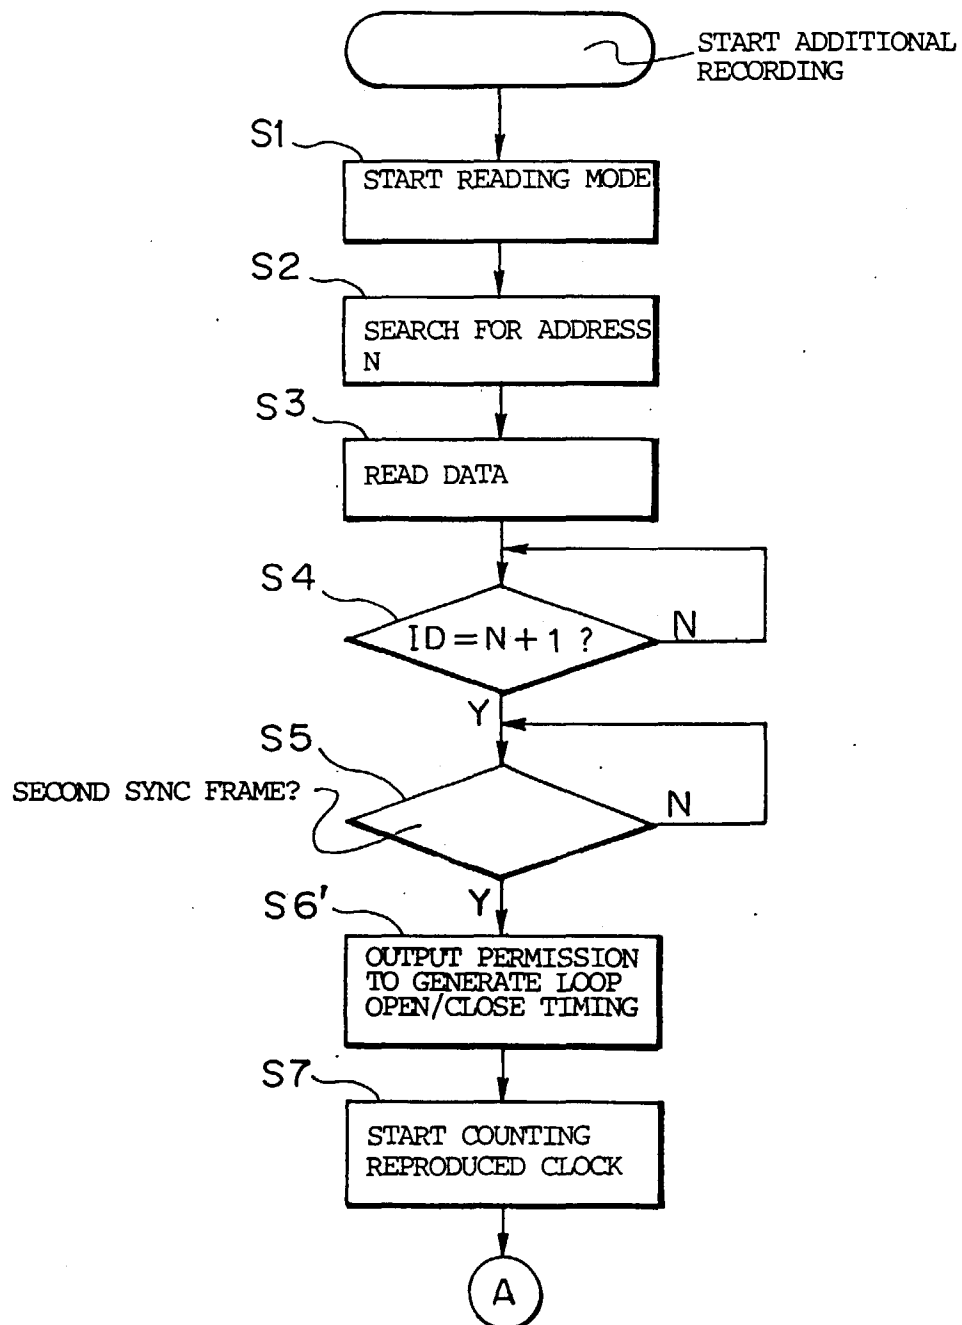 START ADDITIONAL
RECORDING
S1
START READING MODE
S2
SEARCH FOR ADDRESS
N
S3
READ DATA
S4
ID=N+1 ?
N
Y
S5
SECOND SYNC FRAME?
N
Y
S6'
OUTPUT PERMISSION
TO GENERATE LOOP
OPEN/CLOSE TIMING
S7
START COUNTING
REPRODUCED CLOCK
A